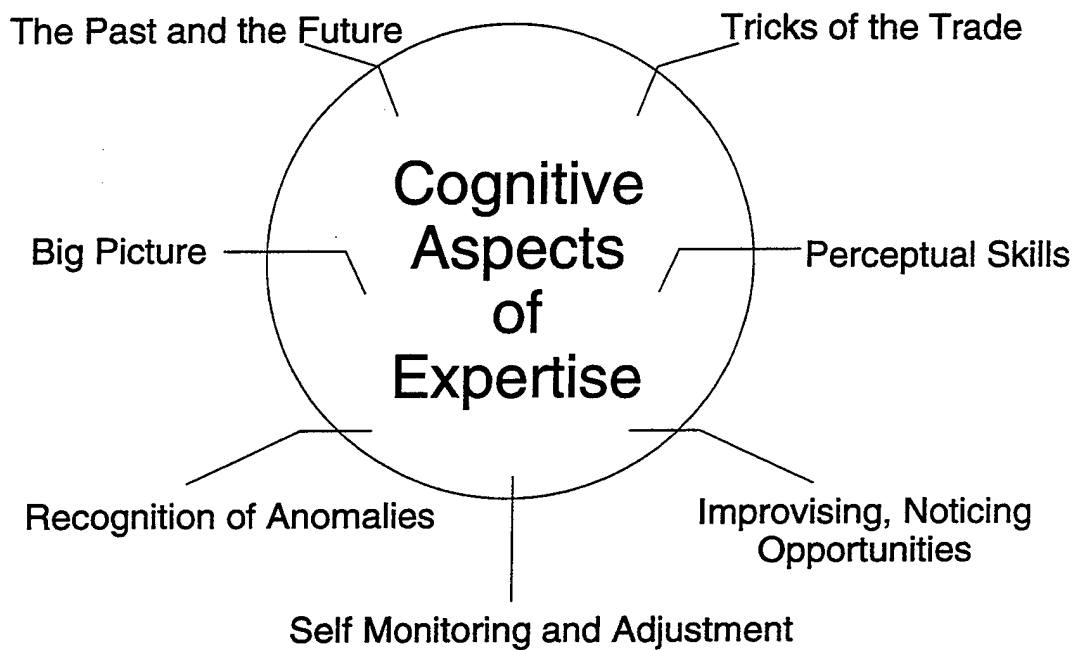 The Past and the Future
Tricks of the Trade
Cognitive
Aspects
of
Expertise
Big Picture
Perceptual Skills
Recognition of Anomalies
Improvising, Noticing
Opportunities
Self Monitoring and Adjustment